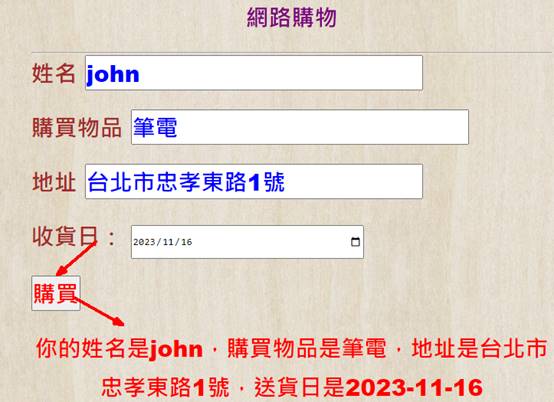 網路購物
姓名 john
購買物品 筆電
地址 台北市忠孝東路1號
收貨日： 2023/11/16
購買
你的姓名是john，購買物品是筆電，地址是台北市
忠孝東路1號，送貨日是2023-11-16